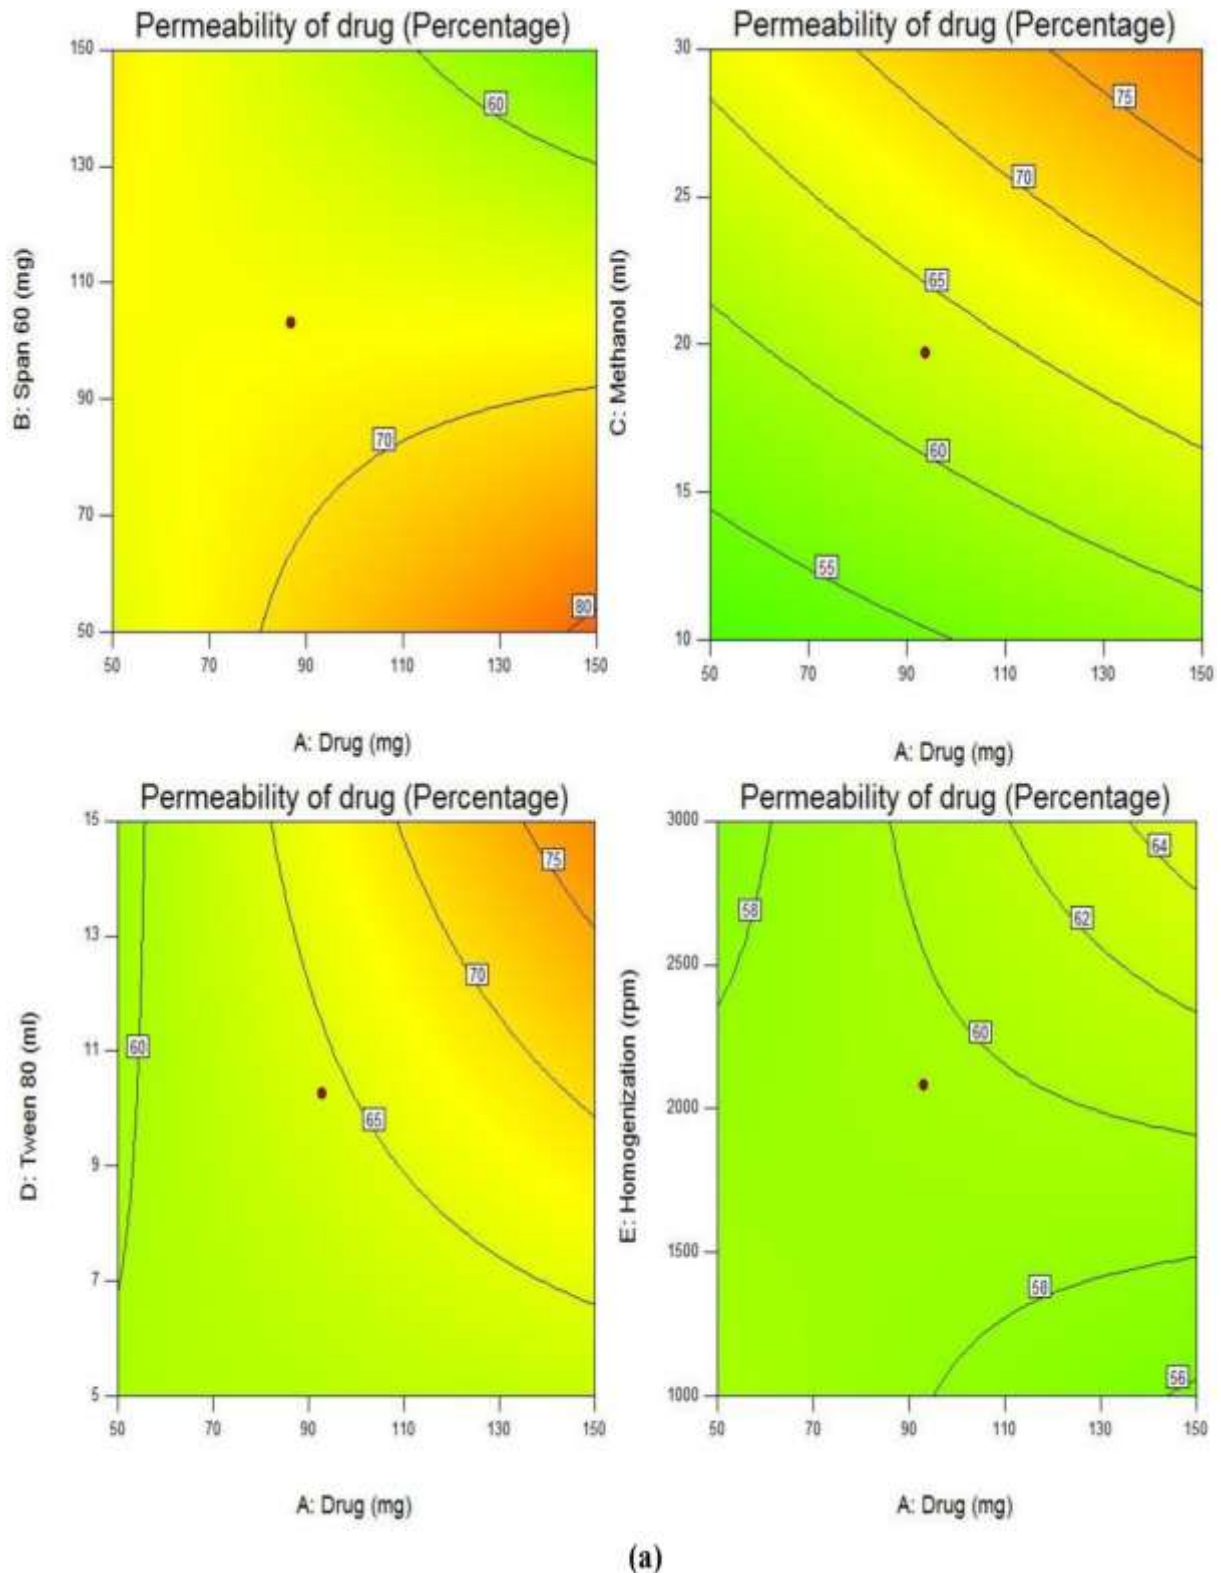 Permeability of drug (Percentage)
150
130
110
90
70
50
B: Span 60 (mg)
60
70
80
50 70 90 110 130 150
A: Drug (mg)
Permeability of drug (Percentage)
30
25
20
15
10
C: Methanol (ml)
75
70
65
60
55
50 70 90 110 130 150
A: Drug (mg)
Permeability of drug (Percentage)
15
13
11
9
7
5
D: Tween 80 (ml)
75
70
60
65
50 70 90 110 130 150
A: Drug (mg)
Permeability of drug (Percentage)
3000
2500
2000
1500
1000
E: Homogenization (rpm)
64
58
62
60
58
56
50 70 90 110 130 150
A: Drug (mg)
(a)